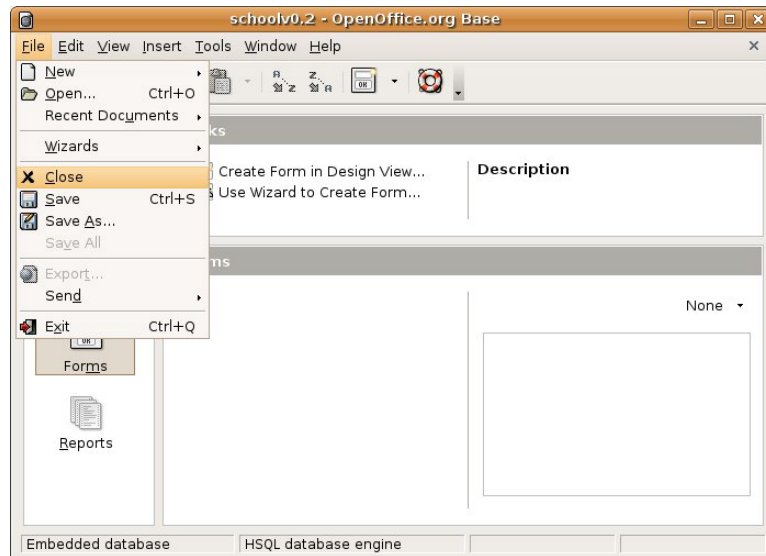 schoolv0.2 - OpenOffice.org Base
File Edit View Insert Tools Window Help
New
Open... Ctrl+O
Recent Documents
Wizards
Close
Save Ctrl+S
Save As...
Save All
Export...
Send
Exit Ctrl+Q
ks
Create Form in Design View...
Use Wizard to Create Form...
Description
ms
None
Forms
Reports
Embedded database HSQL database engine